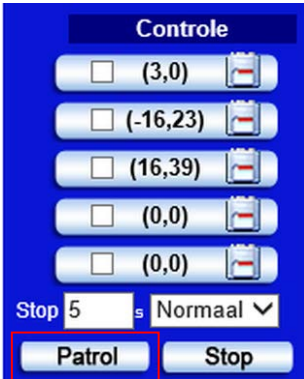 Controle
(3,0)
(-16,23)
(16,39)
(0,0)
(0,0)
Stop 5 s Normaal
Patrol Stop